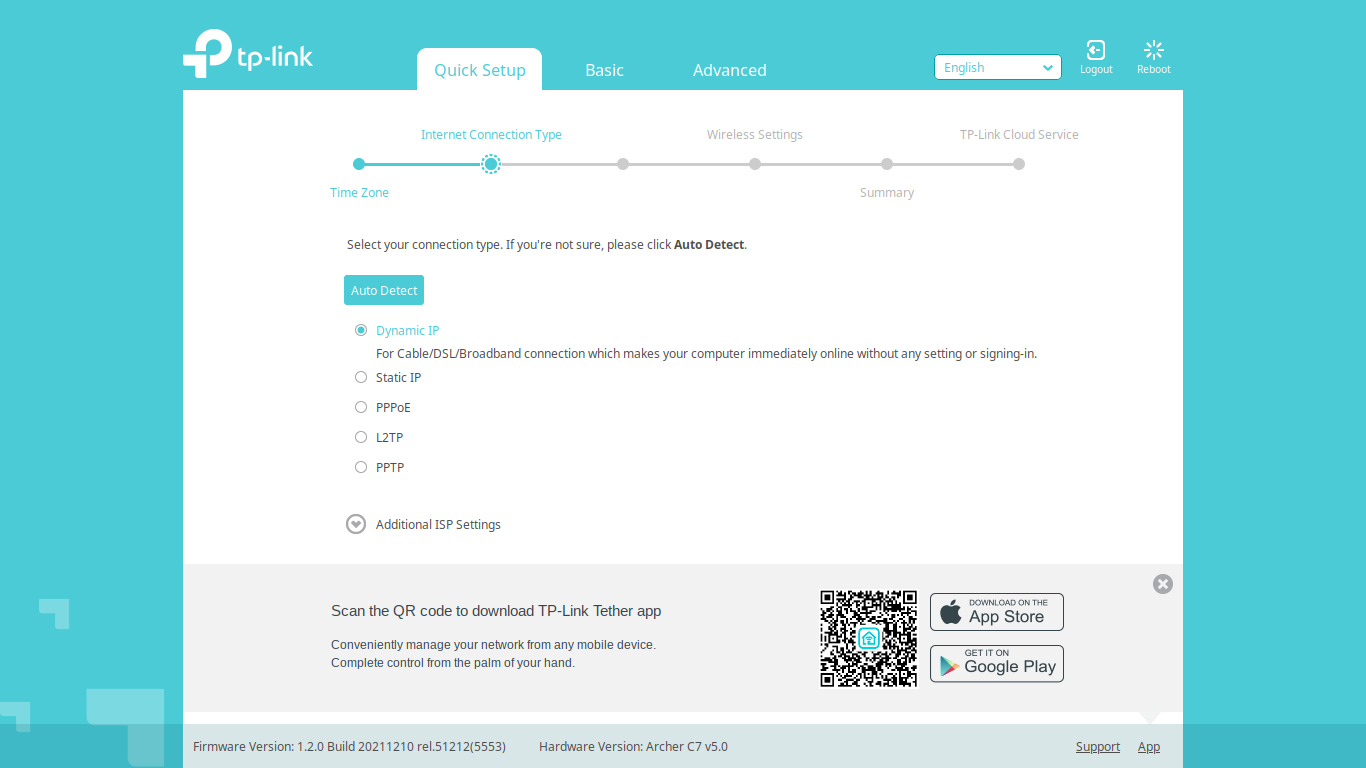 tp-link
Quick Setup
Basic
Advanced
English
Logout
Reboot
Internet Connection Type
Wireless Settings
TP-Link Cloud Service
Time Zone
Summary
Select your connection type. If you're not sure, please click Auto Detect.
Auto Detect
Dynamic IP
For Cable/DSL/Broadband connection which makes your computer immediately online without any setting or signing-in.
Static IP
PPPoE
L2TP
PPTP
Additional ISP Settings
Scan the QR code to download TP-Link Tether app
Conveniently manage your network from any mobile device.
Complete control from the palm of your hand.
DOWNLOAD ON THE
App Store
GET IT ON
Google Play
Firmware Version: 1.2.0 Build 20211210 rel.51212(5553)
Hardware Version: Archer C7 v5.0
Support
App